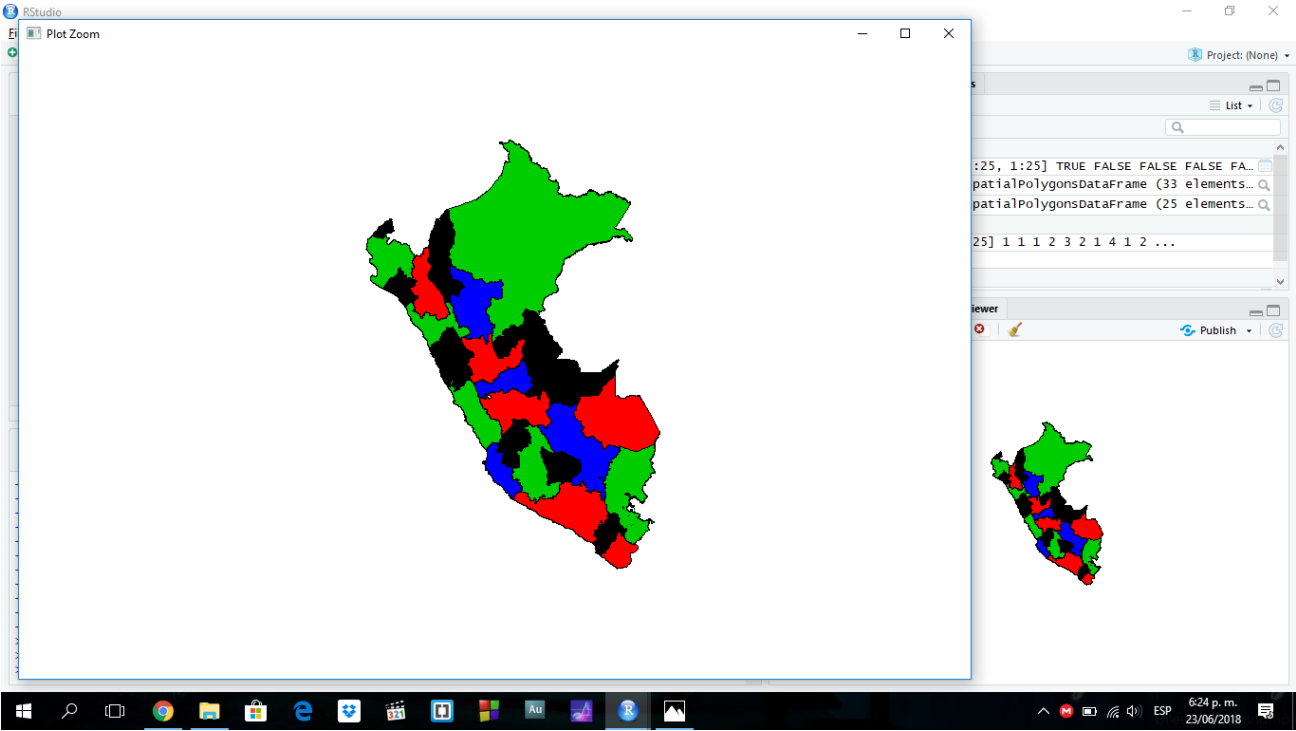 RStudio
Plot Zoom
Project: (None)
List
:25, 1:25] TRUE FALSE FALSE FALSE FA…
patialPolygonsDataFrame (33 elements…
patialPolygonsDataFrame (25 elements…
25] 1 1 1 2 3 2 1 4 1 2 ...
iewer
Publish
321
Au
R
M
ESP
6:24 p. m.
23/06/2018